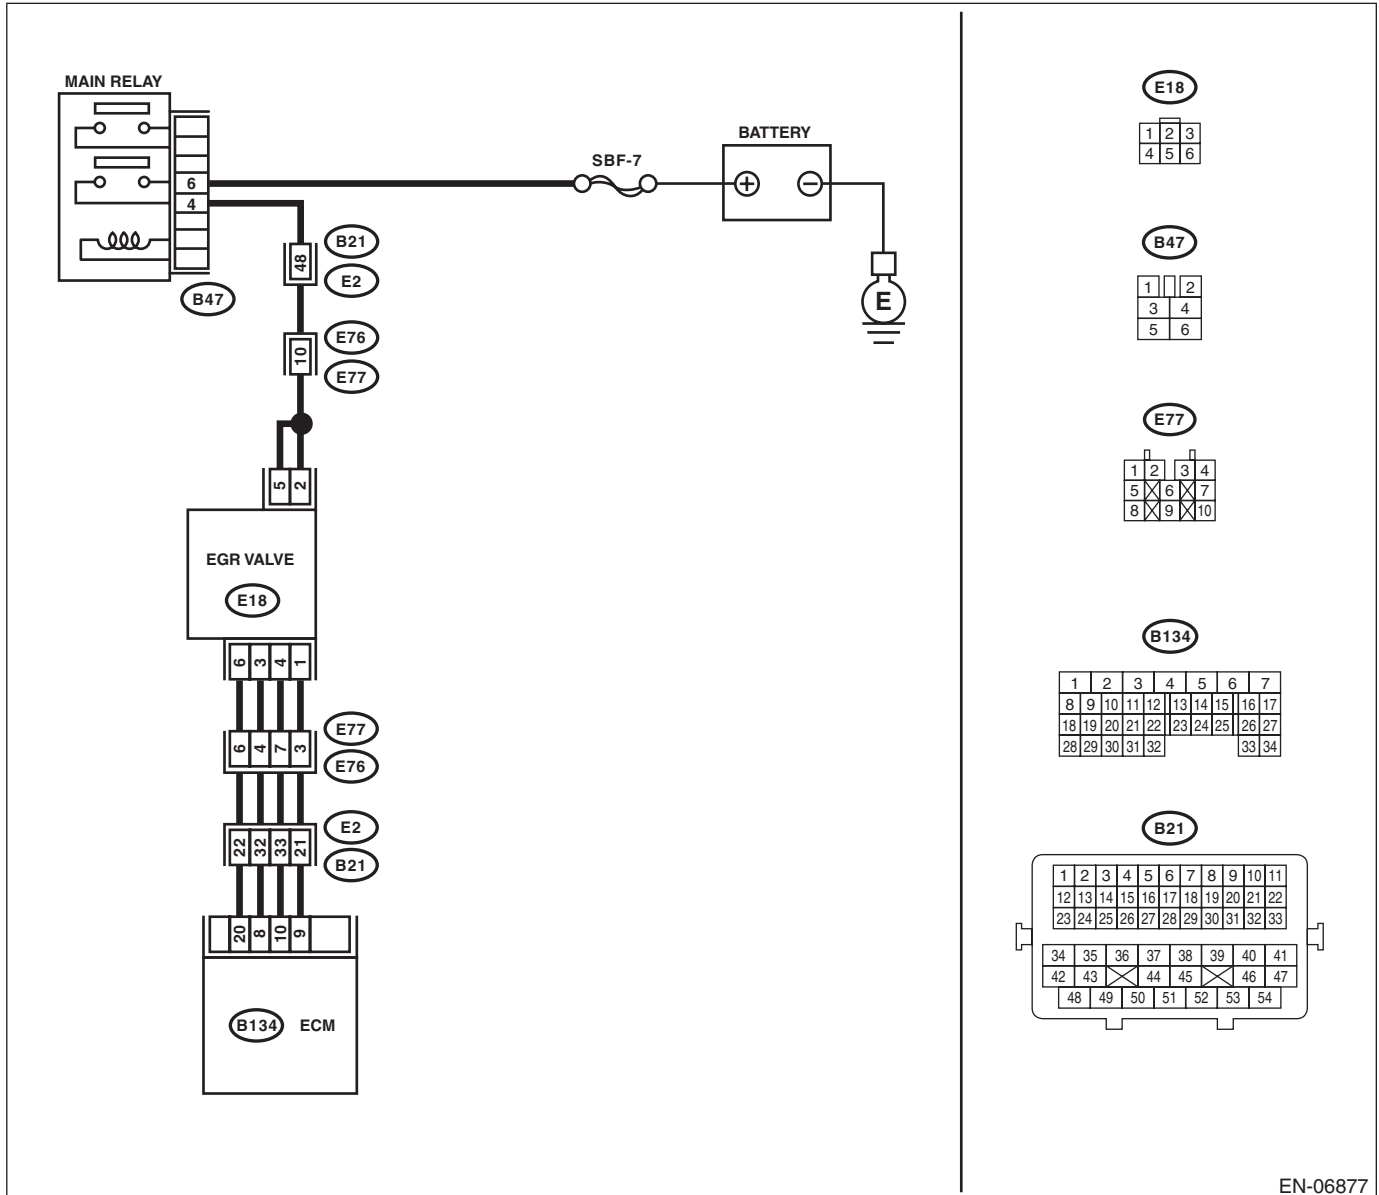 MAIN RELAY
6
4
B47
SBF-7
BATTERY
+
−
E
48
B21
E2
10
E76
E77
5 2
EGR VALVE
E18
6 3 4 1
6 4 7 3
E77
E76
22 32 33 21
E2
B21
20 8 10 9
B134 ECM
E18
1 2 3
4 5 6
B47
1 2
3 4
5 6
E77
1 2 3 4
5 6 7
8 9 10
B134
1 2 3 4 5 6 7
8 9 10 11 12 13 14 15 16 17
18 19 20 21 22 23 24 25 26 27
28 29 30 31 32 33 34
B21
1 2 3 4 5 6 7 8 9 10 11
12 13 14 15 16 17 18 19 20 21 22
23 24 25 26 27 28 29 30 31 32 33
34 35 36 37 38 39 40 41
42 43 44 45 46 47
48 49 50 51 52 53 54
EN-06877